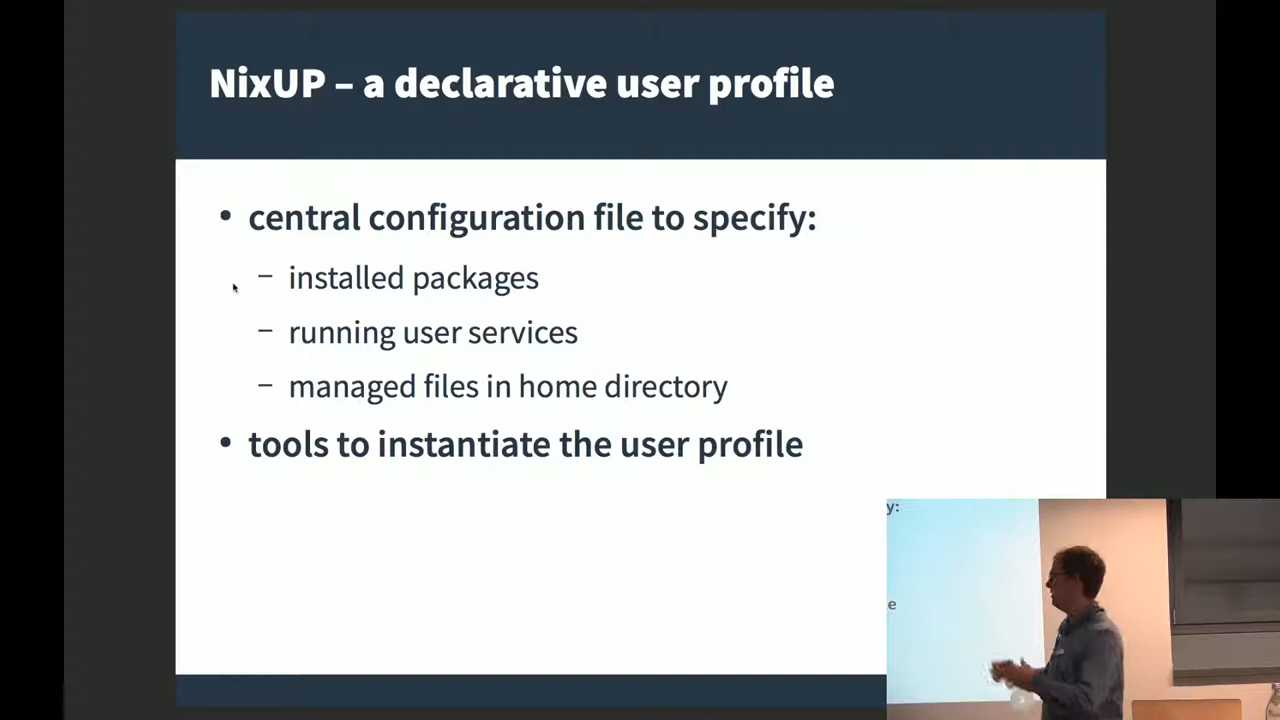 NixUP – a declarative user profile
• central configuration file to specify:
– installed packages
– running user services
– managed files in home directory
• tools to instantiate the user profile
y:
e